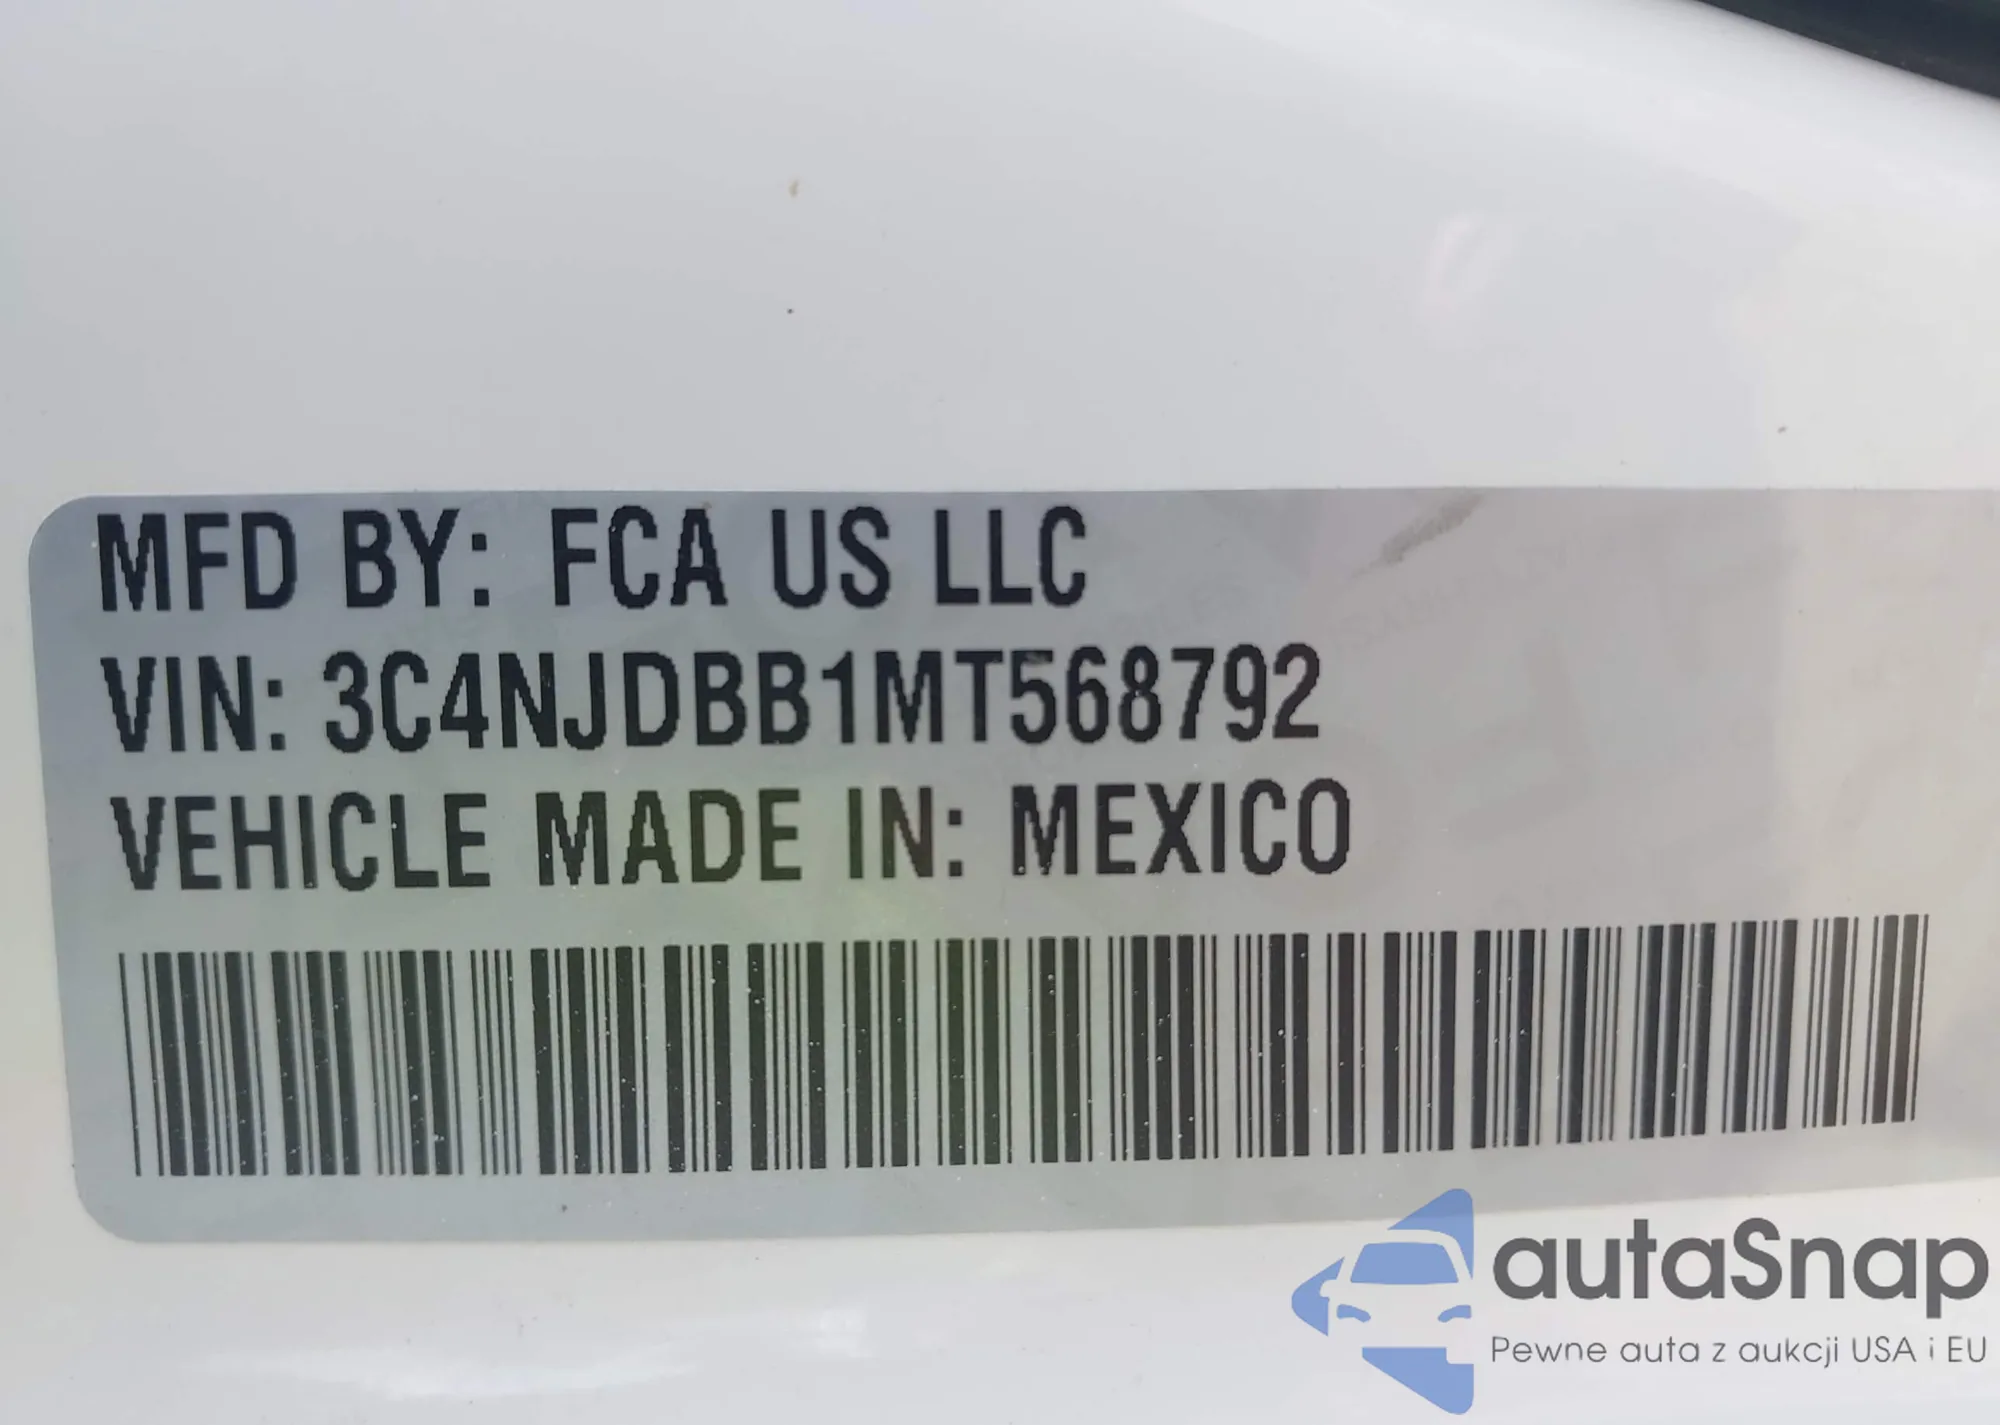 MFD BY: FCA US LLC
VIN: 3C4NJDBB1MT568792
VEHICLE MADE IN: MEXICO
autaSnap
Pewne auta z aukcji USA i EU